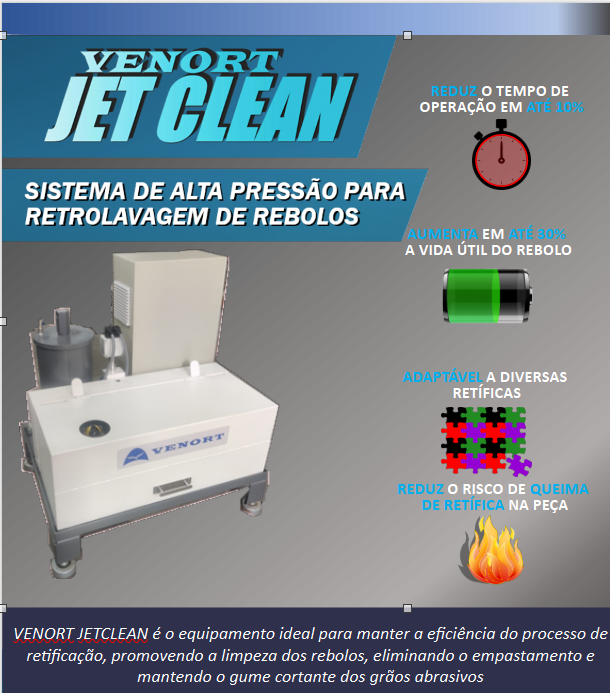 VENORT
JET CLEAN
SISTEMA DE ALTA PRESSÃO PARA
RETROLAVAGEM DE REBOLOS
REDUZ O TEMPO DE
OPERAÇÃO EM ATÉ 10%
AUMENTA EM ATÉ 30%
A VIDA ÚTIL DO REBOLO
ADAPTÁVEL A DIVERSAS
RETÍFICAS
REDUZ O RISCO DE QUEIMA
DE RETÍFICA NA PEÇA
VENORT
VENORT JETCLEAN é o equipamento ideal para manter a eficiência do processo de
retificação, promovendo a limpeza dos rebolos, eliminando o empastamento e
mantendo o gume cortante dos grãos abrasivos